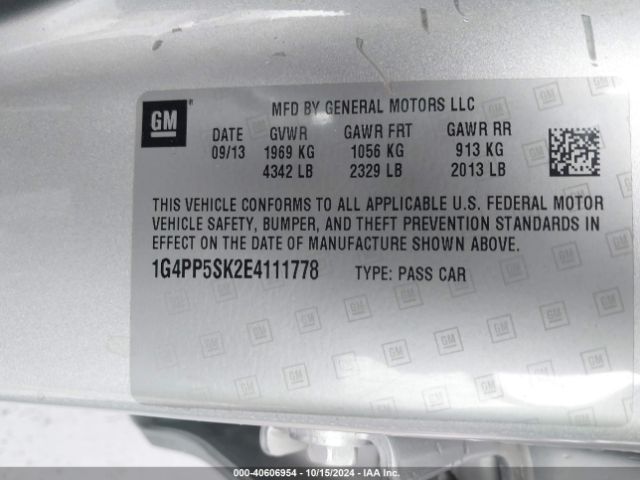 GM ®
MFD BY GENERAL MOTORS LLC
DATE GVWR GAWR FRT GAWR RR
09/13 1969 KG 1056 KG 913 KG
4342 LB 2329 LB 2013 LB
THIS VEHICLE CONFORMS TO ALL APPLICABLE U.S. FEDERAL MOTOR
VEHICLE SAFETY, BUMPER, AND THEFT PREVENTION STANDARDS IN
EFFECT ON THE DATE OF MANUFACTURE SHOWN ABOVE.
1G4PP5SK2E4111778 TYPE: PASS CAR
000-40606954 - 10/15/2024 - IAA Inc.